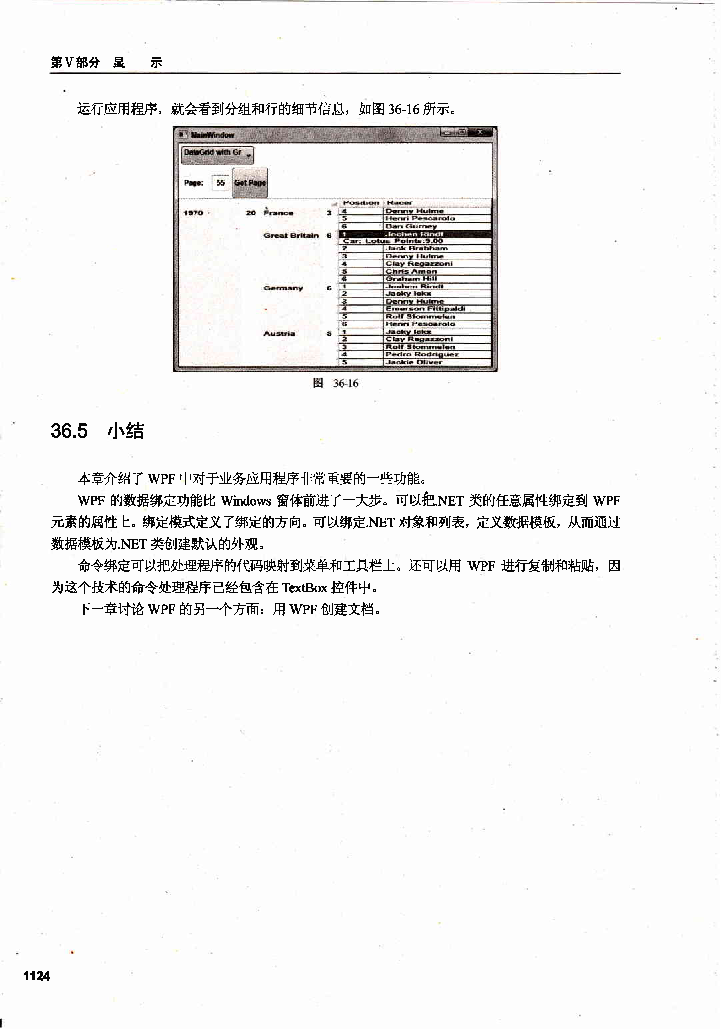 第V部分 显 示
运行应用程序，就会看到分组和行的细节信息，如图 36-16 所示。
MainWindow
DataGrid with Gr
Page: 55 Get Page
Position Racer
1970 20 France 3 4 Denny Hulme
5 Henri Pescarolo
6 Dan Gurney
Great Britain 6 1 Jochen Rindt
Car: Lotus Points:9.00
2 Jack Brabham
3 Denny Hulme
4 Clay Regazzoni
5 Chris Amon
6 Graham Hill
Germany 6 1 Jochen Rindt
2 Jacky Ickx
3 Denny Hulme
4 Emerson Fittipaldi
5 Rolf Stommelen
6 Henri Pescarolo
Austria 1 Jacky Ickx
2 Clay Regazzoni
3 Rolf Stommelen
4 Pedro Rodriguez
5 Jackie Oliver
图 36-16
36.5 小结
本章介绍了 WPF 中对于业务应用程序非常重要的一些功能。
WPF 的数据绑定功能比 Windows 窗体前进了一大步。可以把.NET 类的任意属性绑定到 WPF
元素的属性上。绑定模式定义了绑定的方向。可以绑定.NET 对象和列表，定义数据模板，从而通过
数据模板为.NET 类创建默认的外观。
命令绑定可以把处理程序的代码映射到菜单和工具栏上。还可以用 WPF 进行复制和粘贴，因
为这个技术的命令处理程序已经包含在 TextBox 控件中。
下一章讨论 WPF 的另一个方面：用 WPF 创建文档。
1124